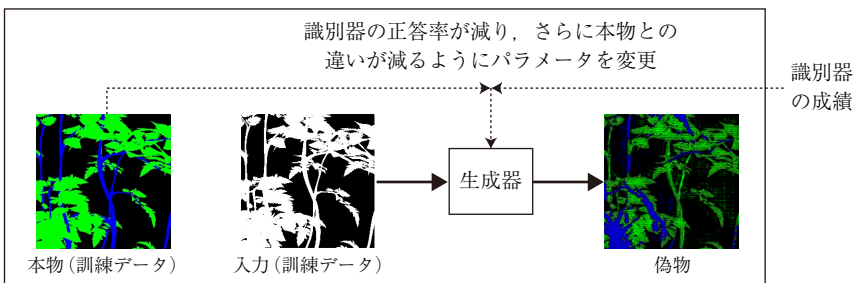 識別器の正答率が減り，さらに本物との
違いが減るようにパラメータを変更
識別器
の成績
生成器
本物（訓練データ）
入力（訓練データ）
偽物